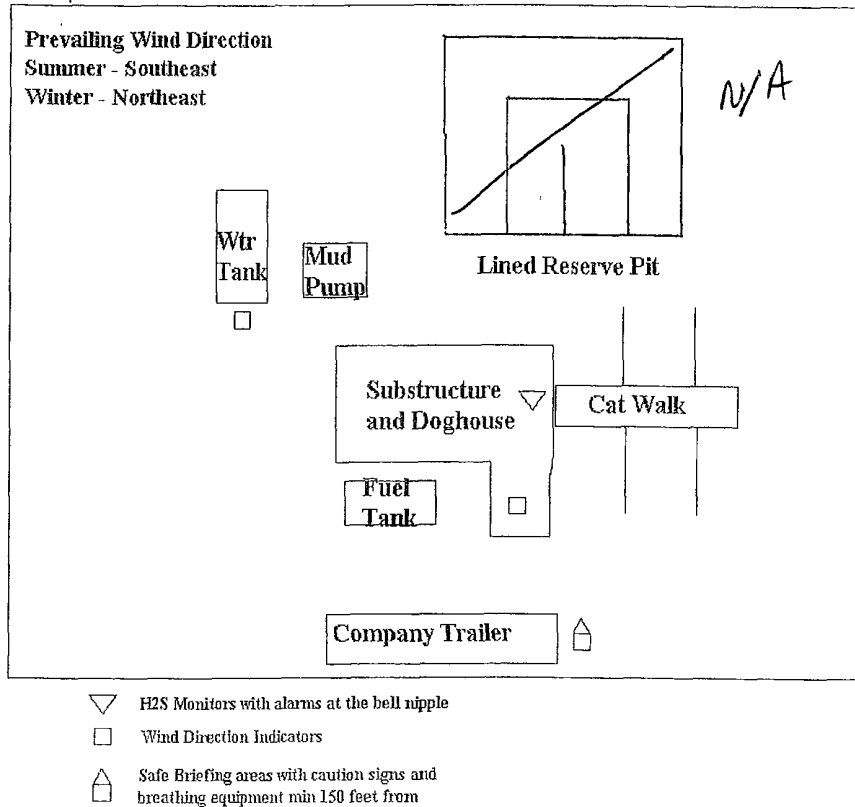 Prevailing Wind Direction
Summer - Southeast
Winter - Northeast
N/A
Wtr
Tank
Mud
Pump
Lined Reserve Pit
Substructure
and Doghouse
Cat Walk
Fuel
Tank
Company Trailer
H2S Monitors with alarms at the bell nipple
Wind Direction Indicators
Safe Briefing areas with caution signs and
breathing equipment min 150 feet from